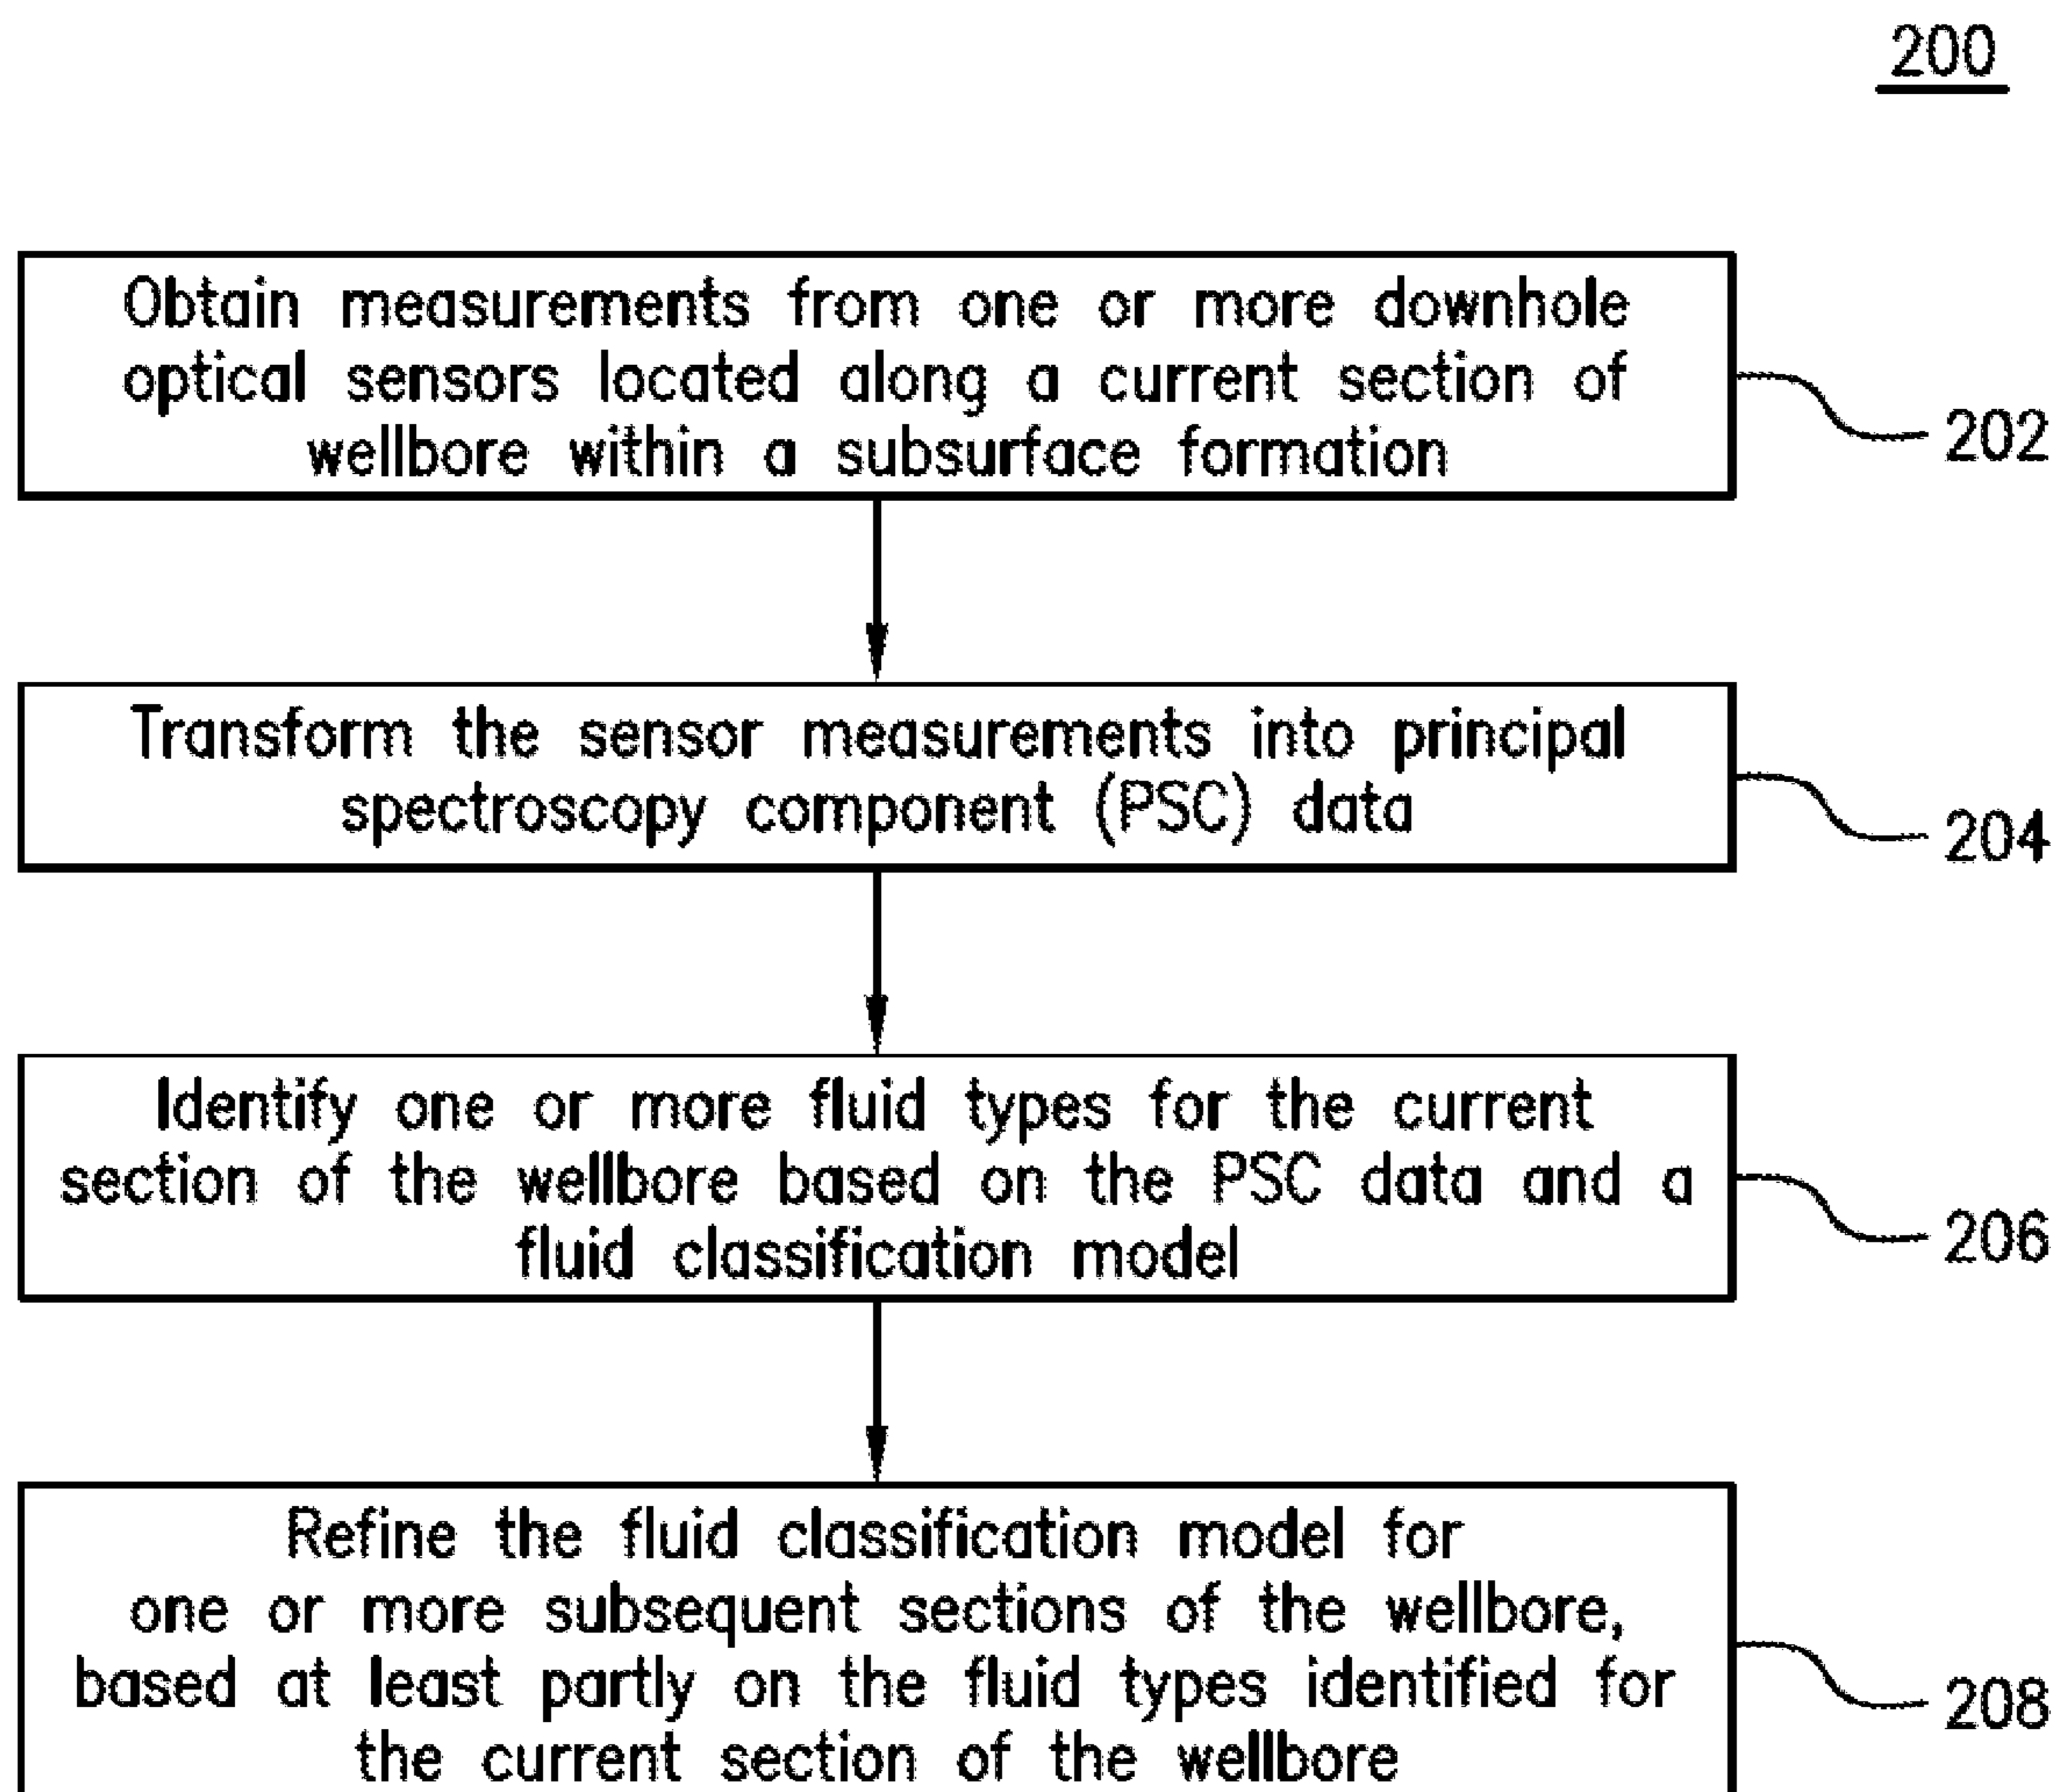 200
Obtain measurements from one or more downhole
optical sensors located along a current section of
wellbore within a subsurface formation
202
Transform the sensor measurements into principal
spectroscopy component (PSC) data
204
Identify one or more fluid types for the current
section of the wellbore based on the PSC data and a
fluid classification model
206
Refine the fluid classification model for
one or more subsequent sections of the wellbore,
based at least partly on the fluid types identified for
the current section of the wellbore
208